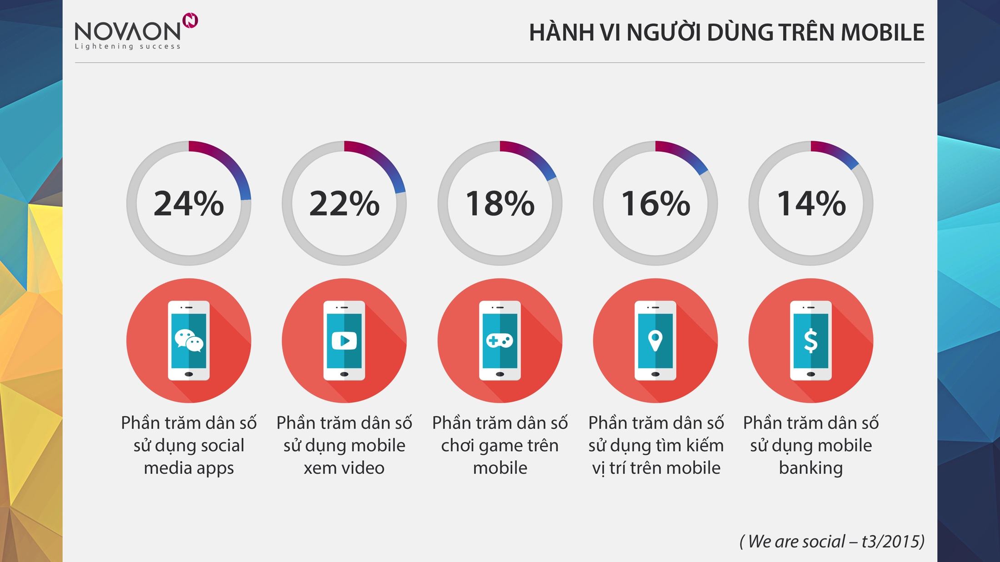 NOVAON
Lightening success
HÀNH VI NGƯỜI DÙNG TRÊN MOBILE
24%
22%
18%
16%
14%
Phần trăm dân số
sử dụng social
media apps
Phần trăm dân số
sử dụng mobile
xem video
Phần trăm dân số
chơi game trên
mobile
Phần trăm dân số
sử dụng tìm kiếm
vị trí trên mobile
Phần trăm dân số
sử dụng mobile
banking
( We are social – t3/2015)